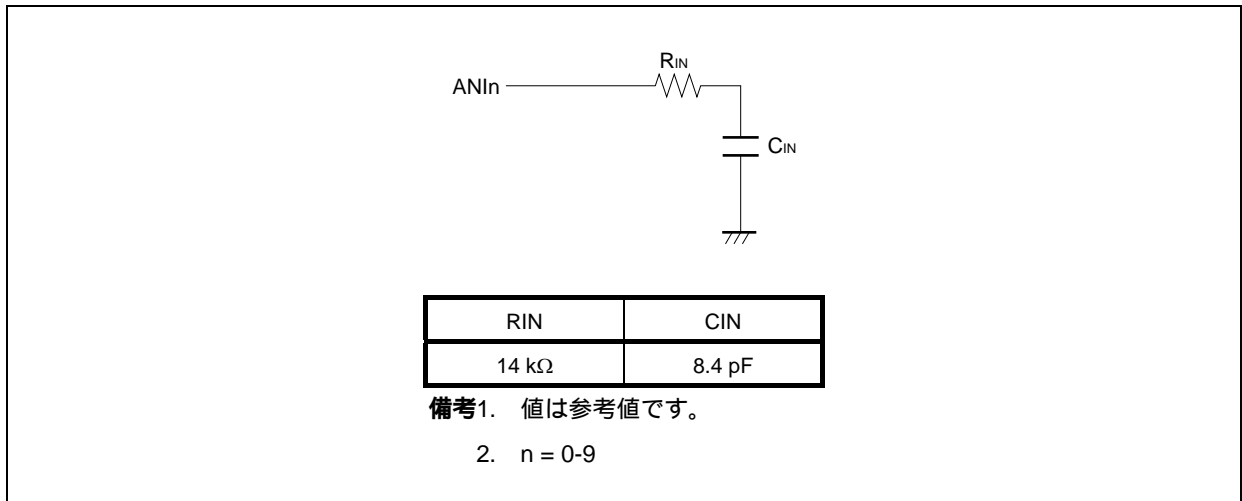 RIN
ANIn
CIN
RIN CIN
14 kΩ 8.4 pF
備考1. 値は参考値です。
2. n = 0-9